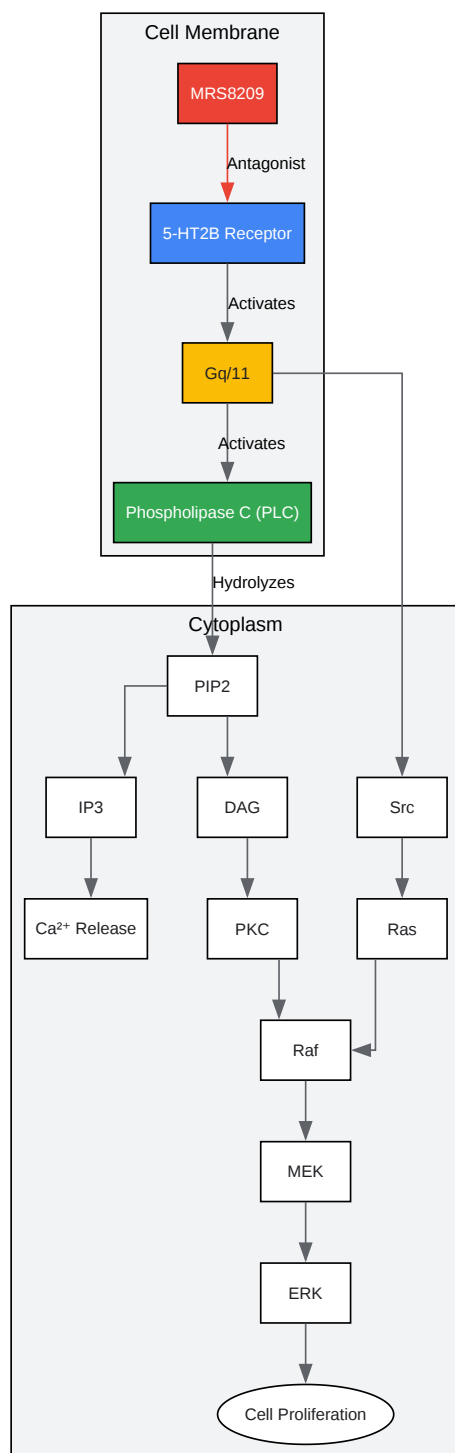 Cell Membrane
MRS8209
Antagonist
5-HT2B Receptor
Activates
Gq/11
Activates
Phospholipase C (PLC)
Hydrolyzes
Cytoplasm
PIP2
IP3
DAG
Src
Ca²⁺ Release
PKC
Ras
Raf
MEK
ERK
Cell Proliferation